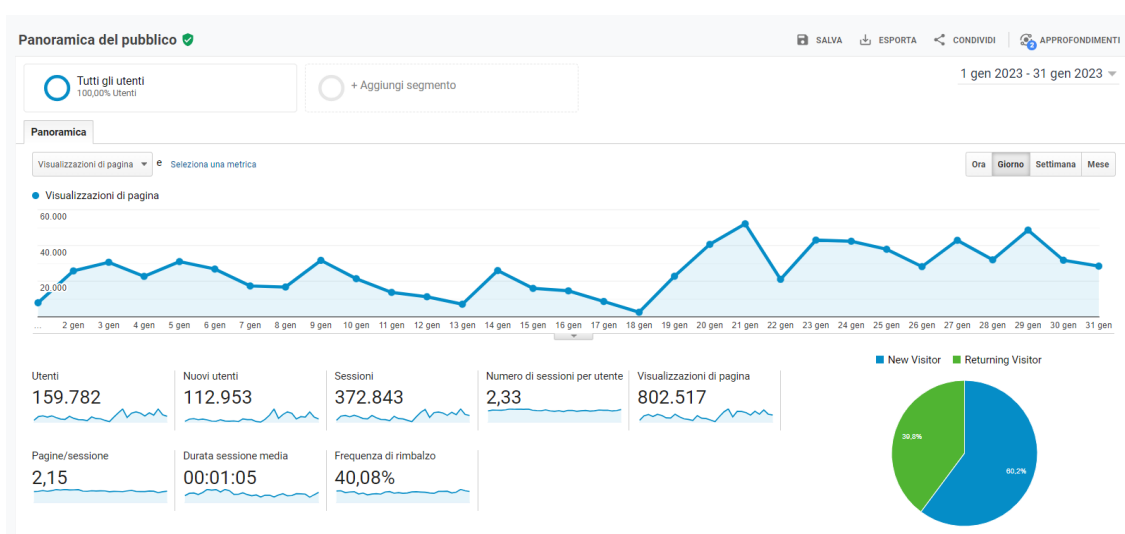 Panoramica del pubblico
SALVA ESPORTA CONDIVIDI 2 APPROFONDIMENTI
Tutti gli utenti
100,00% Utenti
+ Aggiungi segmento
1 gen 2023 - 31 gen 2023
Panoramica
Visualizzazioni di pagina e Seleziona una metrica
Ora Giorno Settimana Mese
Visualizzazioni di pagina
60.000
40.000
20.000
... 2 gen 3 gen 4 gen 5 gen 6 gen 7 gen 8 gen 9 gen 10 gen 11 gen 12 gen 13 gen 14 gen 15 gen 16 gen 17 gen 18 gen 19 gen 20 gen 21 gen 22 gen 23 gen 24 gen 25 gen 26 gen 27 gen 28 gen 29 gen 30 gen 31 gen
New Visitor Returning Visitor
Utenti
159.782
Nuovi utenti
112.953
Sessioni
372.843
Numero di sessioni per utente
2,33
Visualizzazioni di pagina
802.517
Pagine/sessione
2,15
Durata sessione media
00:01:05
Frequenza di rimbalzo
40,08%
39,8%
60,2%